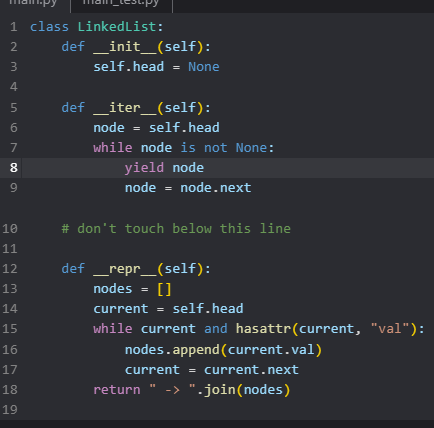 main.py main_test.py
1 class LinkedList:
2     def __init__(self):
3         self.head = None
4
5     def __iter__(self):
6         node = self.head
7         while node is not None:
8             yield node
9             node = node.next
10     # don't touch below this line
11
12     def __repr__(self):
13         nodes = []
14         current = self.head
15         while current and hasattr(current, "val"):
16             nodes.append(current.val)
17             current = current.next
18         return " -> ".join(nodes)
19